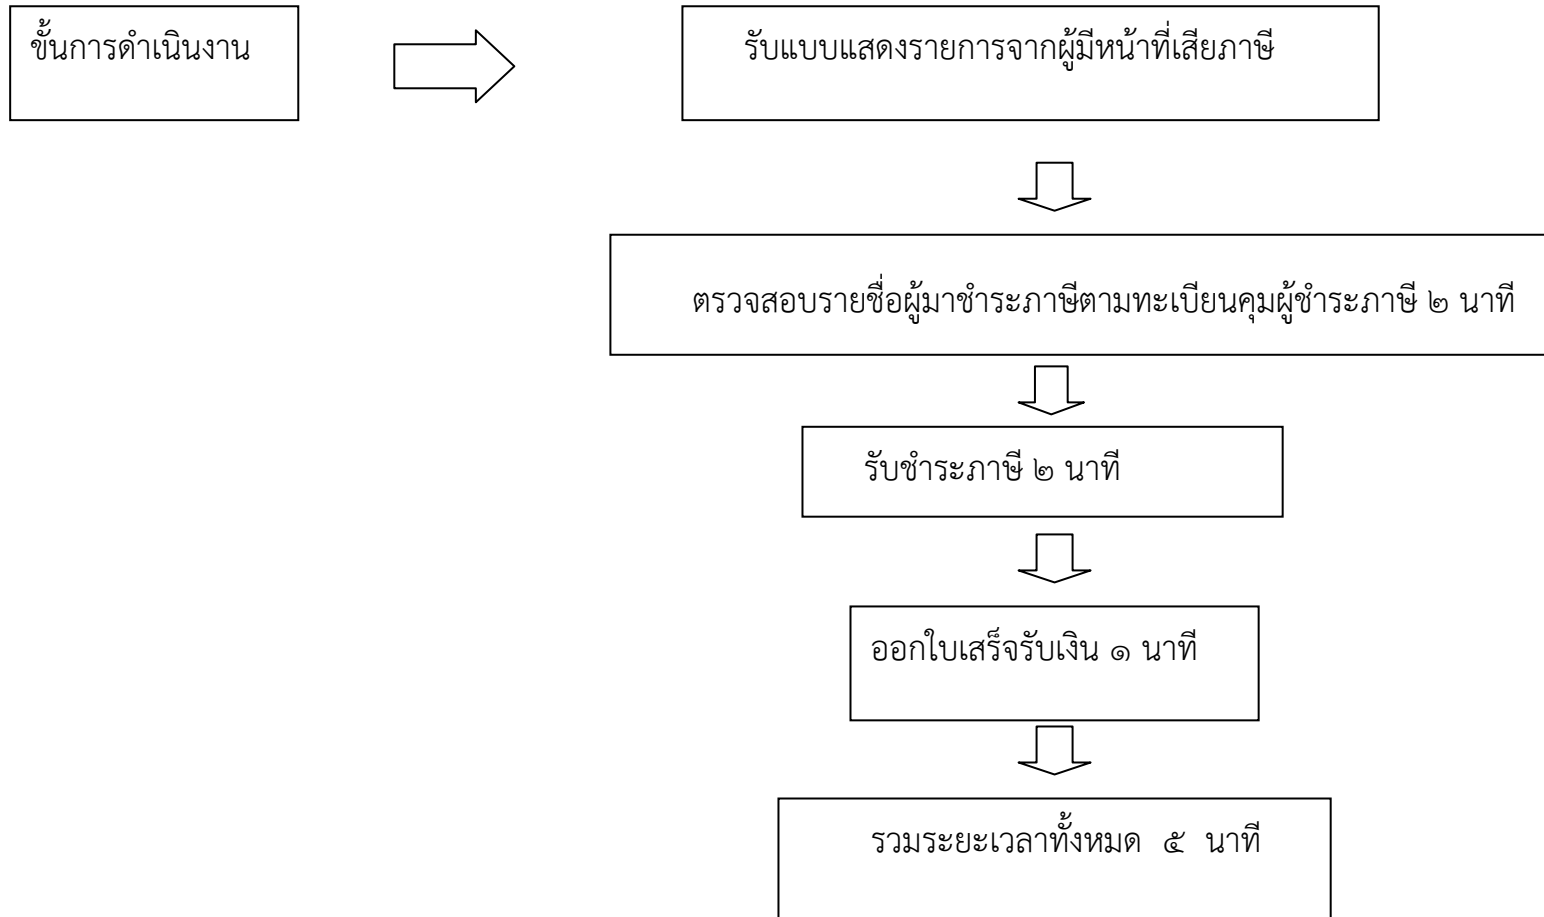 ขั้นการดำเนินงาน
รับแบบแสดงรายการจากผู้มีหน้าที่เสียภาษี
ตรวจสอบรายชื่อผู้มาชำระภาษีตามทะเบียนคุมผู้ชำระภาษี ๒ นาที
รับชำระภาษี ๒ นาที
ออกใบเสร็จรับเงิน ๑ นาที
รวมระยะเวลาทั้งหมด ๕ นาที